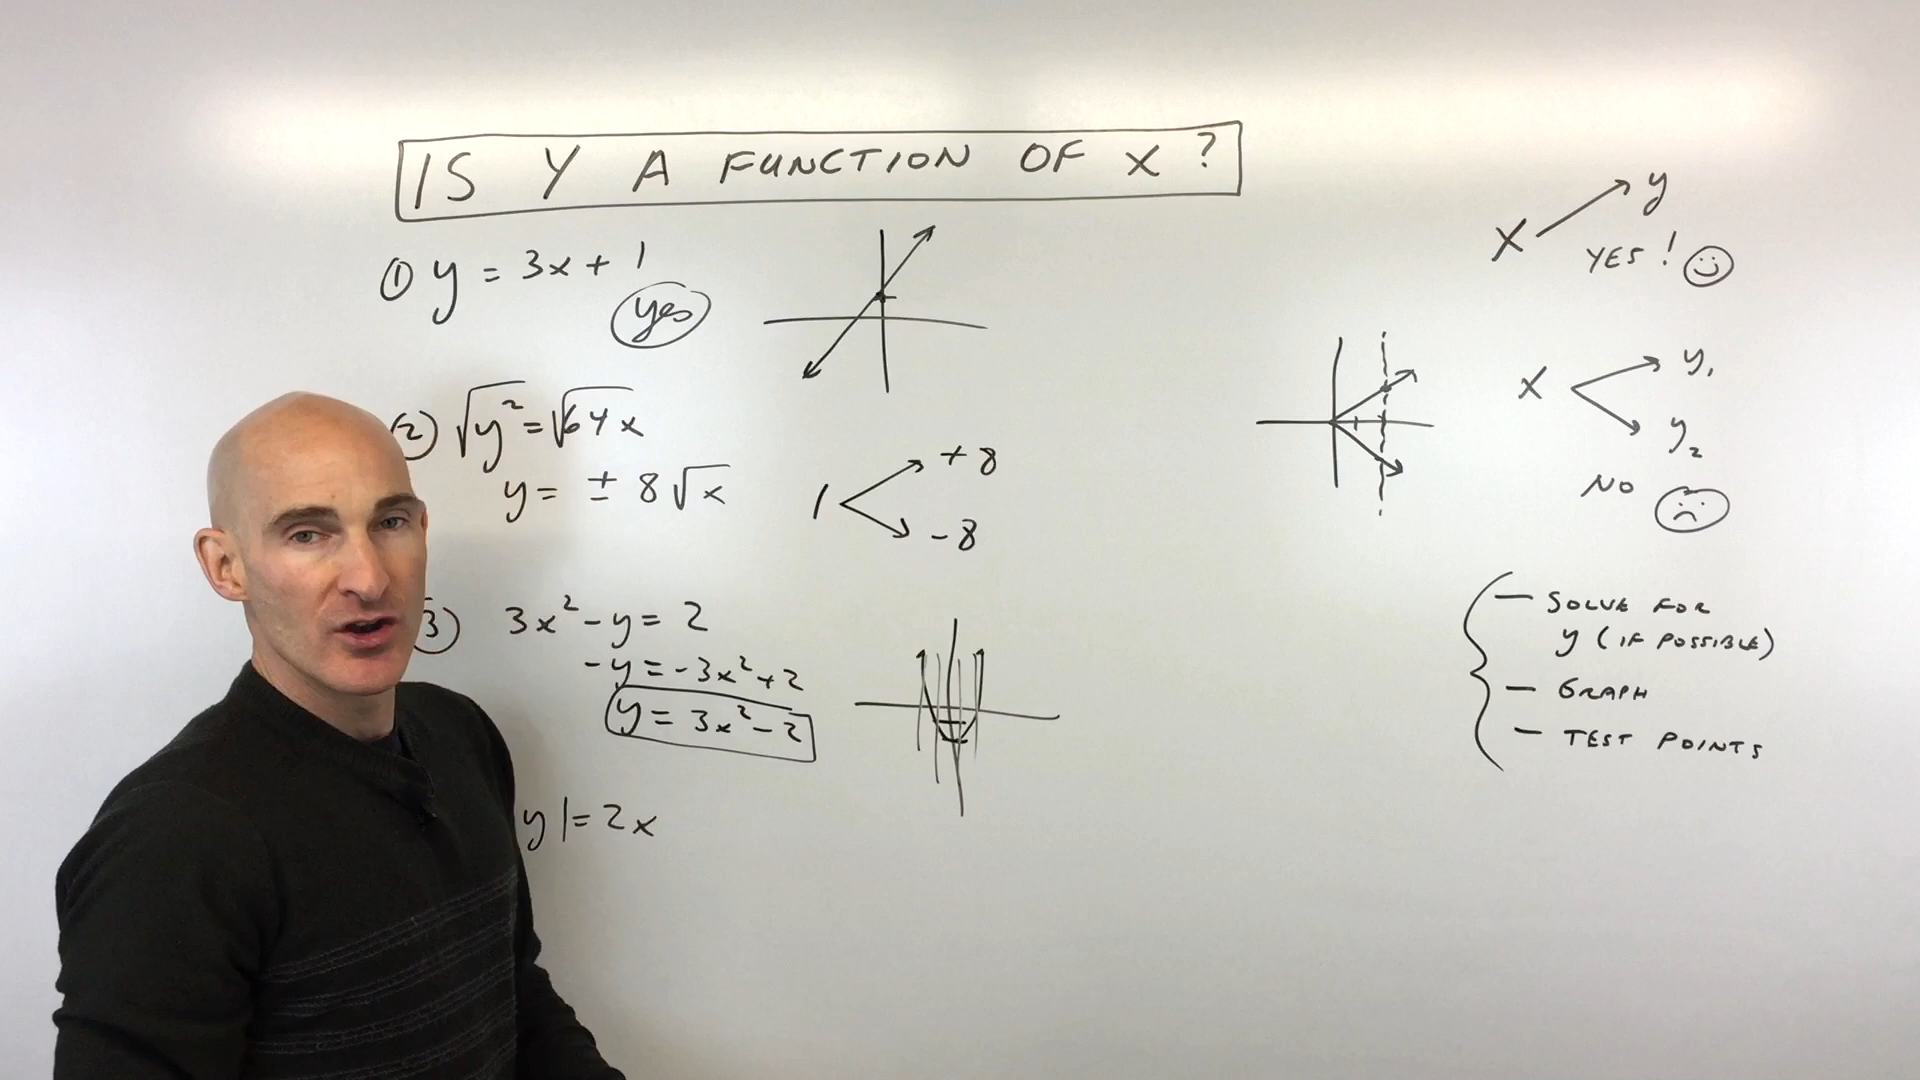 IS Y A FUNCTION OF X ?
① y = 3x + 1
yes
② √y² = √64x
y = ± 8√x
1
+ 8
- 8
3) 3x² - y = 2
- y = - 3x² + 2
y = 3x² - 2
y| = 2x
X y
YES !
X y₁
y₂
NO
— SOLVE FOR
y (IF POSSIBLE)
— GRAPH
— TEST POINTS